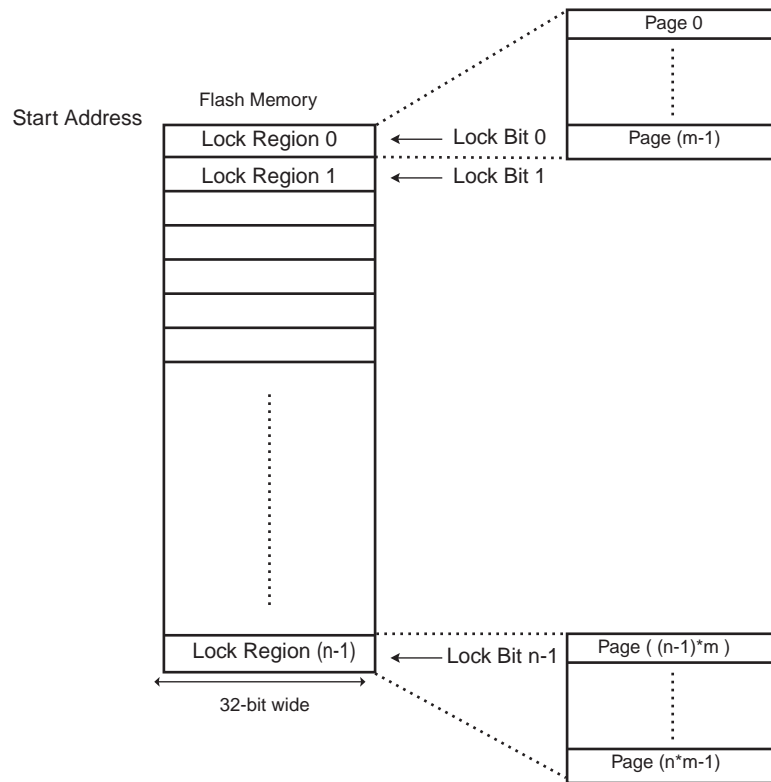 Page 0
Flash Memory
Start Address
Lock Region 0
Lock Bit 0
Page (m-1)
Lock Region 1
Lock Bit 1
Lock Region (n-1)
Lock Bit n-1
Page ( (n-1)*m )
32-bit wide
Page (n*m-1)